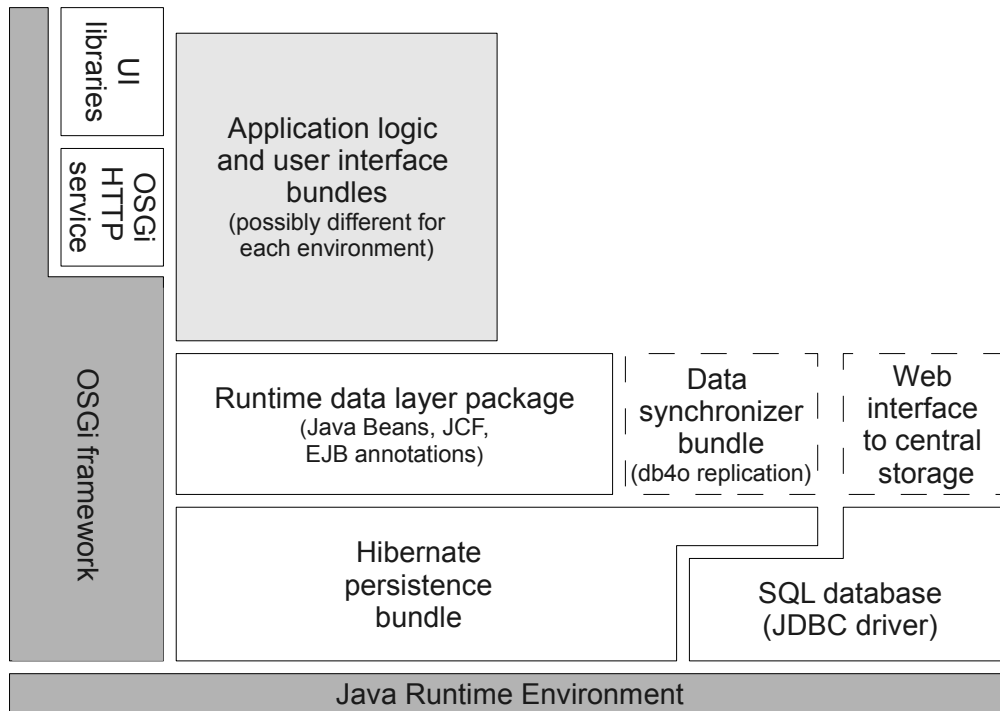 UI
libraries
OSGi
HTTP
service
OSGi framework
Application logic
and user interface
bundles
(possibly different for
each environment)
Runtime data layer package
(Java Beans, JCF,
EJB annotations)
Data
synchronizer
bundle
(db4o replication)
Web
interface
to central
storage
Hibernate
persistence
bundle
SQL database
(JDBC driver)
Java Runtime Environment